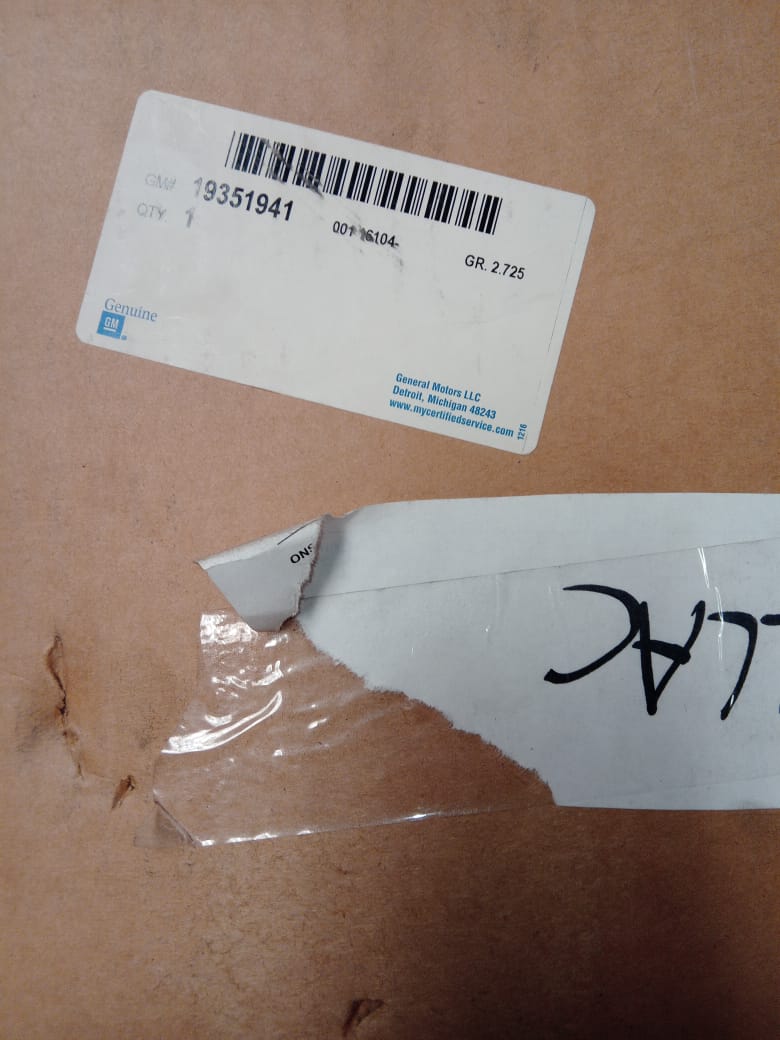 GM# 19351941
QTY. 1
GR. 2.725
Genuine
GM
General Motors LLC
Detroit, Michigan 48243
www.mycertifiedservice.com
1216
ONS
CAL